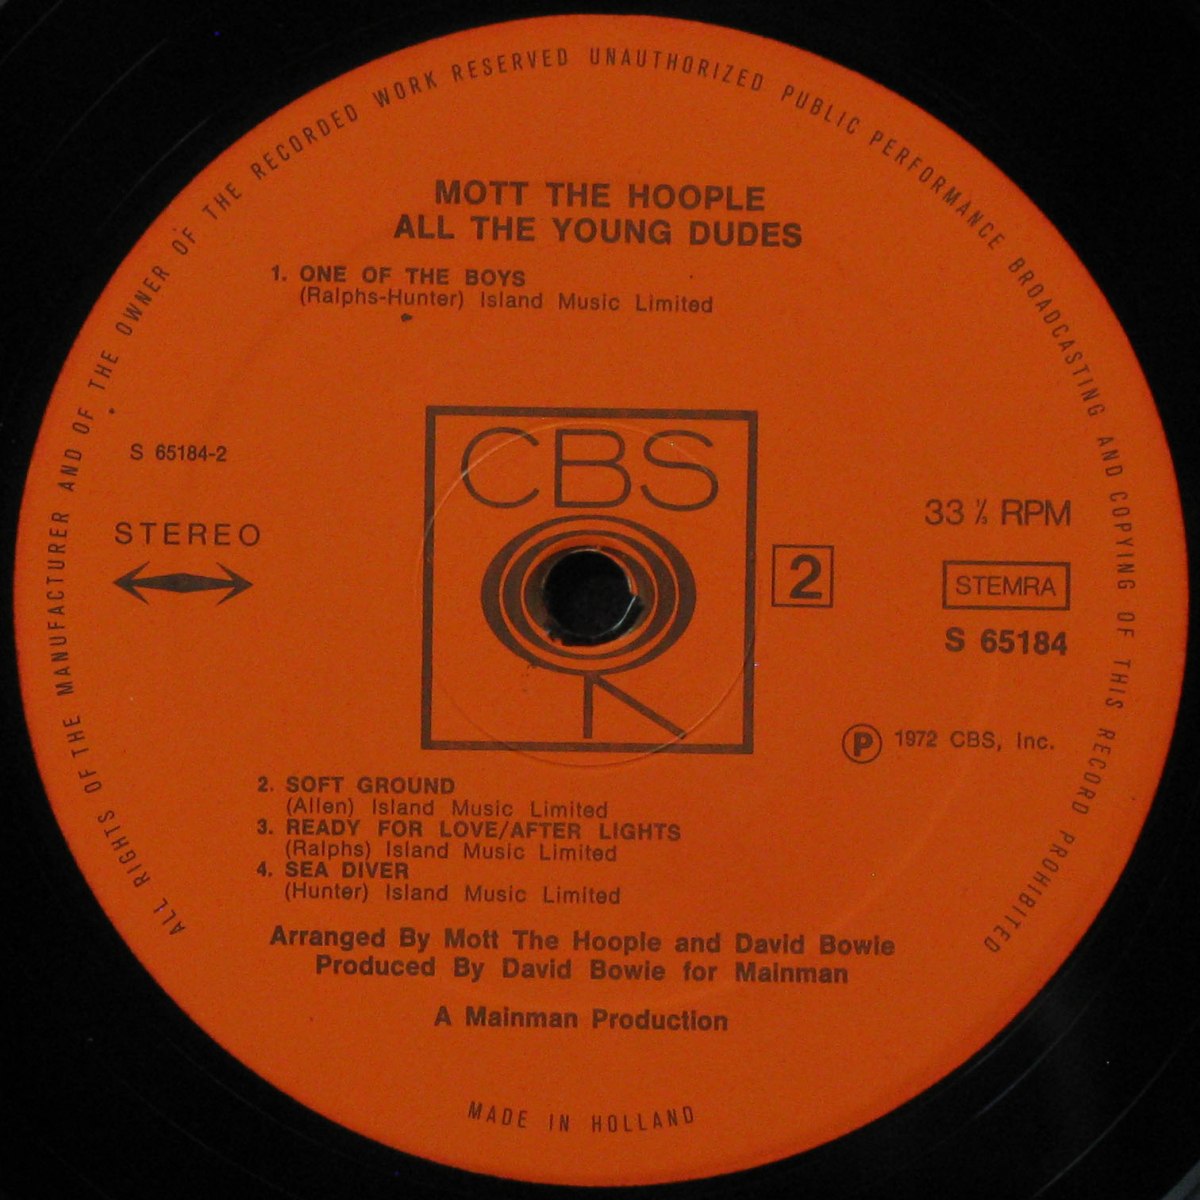 ALL RIGHTS OF THE MANUFACTURER AND OF THE OWNER OF THE RECORDED WORK RESERVED UNAUTHORIZED PUBLIC PERFORMANCE BROADCASTING AND COPYING OF THIS RECORD PROHIBITED
MOTT THE HOOPLE
ALL THE YOUNG DUDES
1. ONE OF THE BOYS
(Ralphs-Hunter) Island Music Limited
CBS
S 65184-2
STEREO
2
33 ⅓ RPM
STEMRA
S 65184
Ⓟ 1972 CBS, Inc.
2. SOFT GROUND
(Allen) Island Music Limited
3. READY FOR LOVE/AFTER LIGHTS
(Ralphs) Island Music Limited
4. SEA DIVER
(Hunter) Island Music Limited
Arranged By Mott The Hoople and David Bowie
Produced By David Bowie for Mainman
A Mainman Production
MADE IN HOLLAND